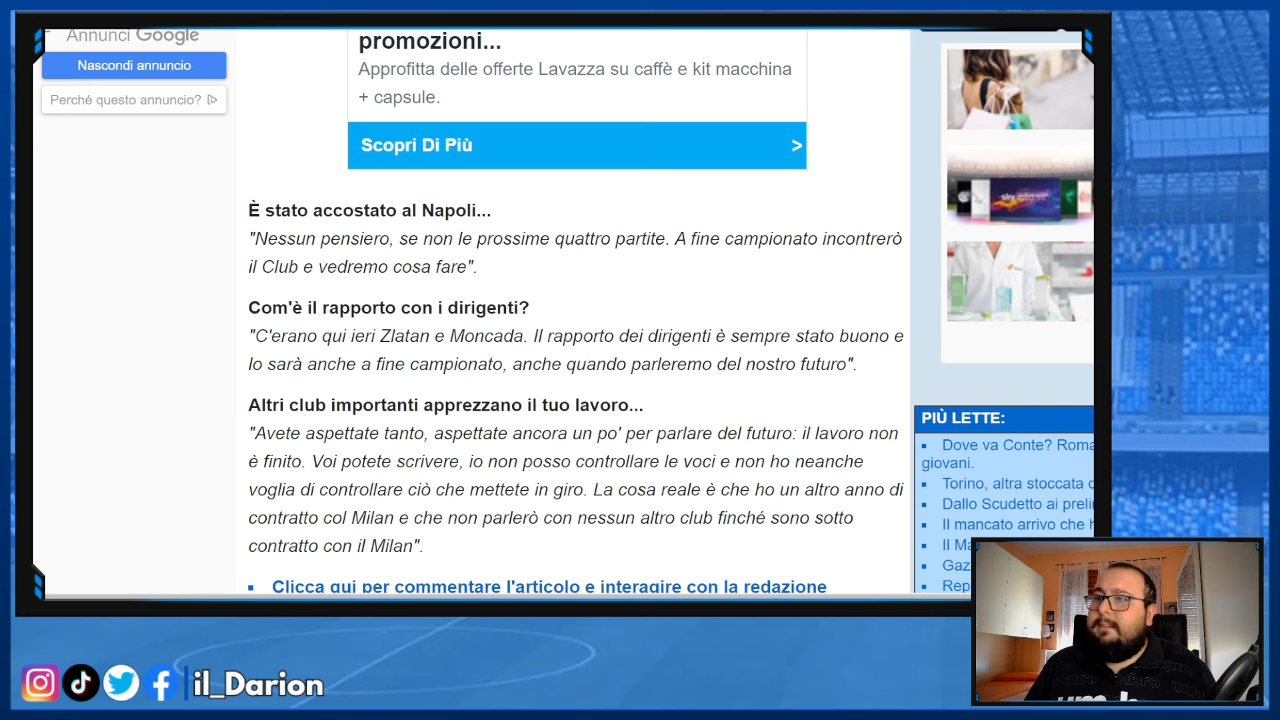 Annunci Google
Nascondi annuncio
Perché questo annuncio?
promozioni...
Approfitta delle offerte Lavazza su caffè e kit macchina
+ capsule.
Scopri Di Più >
È stato accostato al Napoli...
"Nessun pensiero, se non le prossime quattro partite. A fine campionato incontrerò
il Club e vedremo cosa fare".
Com'è il rapporto con i dirigenti?
"C'erano qui ieri Zlatan e Moncada. Il rapporto dei dirigenti è sempre stato buono e
lo sarà anche a fine campionato, anche quando parleremo del nostro futuro".
Altri club importanti apprezzano il tuo lavoro...
"Avete aspettate tanto, aspettate ancora un po' per parlare del futuro: il lavoro non
è finito. Voi potete scrivere, io non posso controllare le voci e non ho neanche
voglia di controllare ciò che mettete in giro. La cosa reale è che ho un altro anno di
contratto col Milan e che non parlerò con nessun altro club finché sono sotto
contratto con il Milan".
Clicca qui per commentare l'articolo e interagire con la redazione
sky glass
PIÙ LETTE:
Dove va Conte? Roma
giovani.
Torino, altra stoccata
Dallo Scudetto ai preli
Il mancato arrivo che
Il Ma
Gaz
Rep
il_Darion